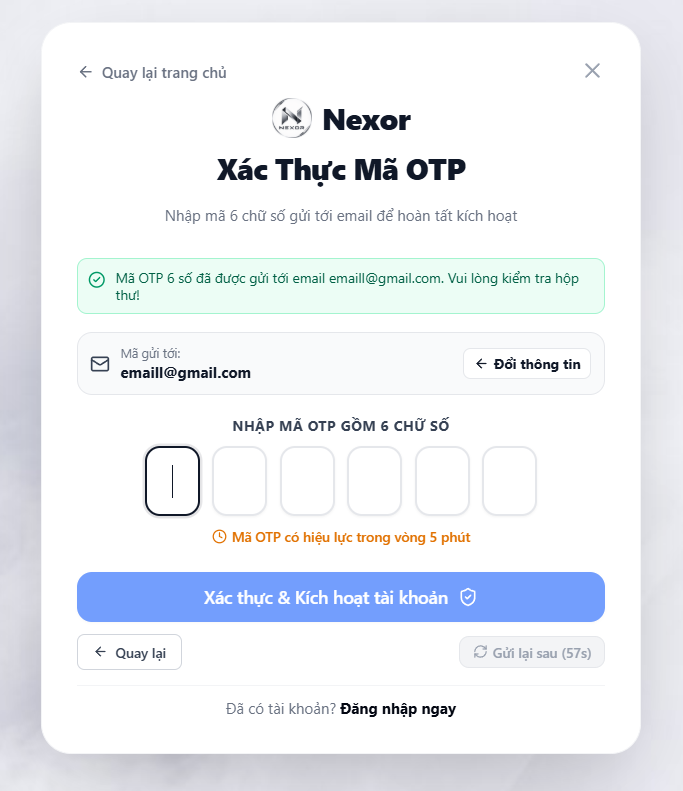 Quay lại trang chủ
NEXOR
Nexor
Xác Thực Mã OTP
Nhập mã 6 chữ số gửi tới email để hoàn tất kích hoạt
Mã OTP 6 số đã được gửi tới email emaill@gmail.com. Vui lòng kiểm tra hộp
thư!
Mã gửi tới:
emaill@gmail.com
Đổi thông tin
NHẬP MÃ OTP GỒM 6 CHỮ SỐ
Mã OTP có hiệu lực trong vòng 5 phút
Xác thực & Kích hoạt tài khoản
Quay lại
Gửi lại sau (57s)
Đã có tài khoản? Đăng nhập ngay